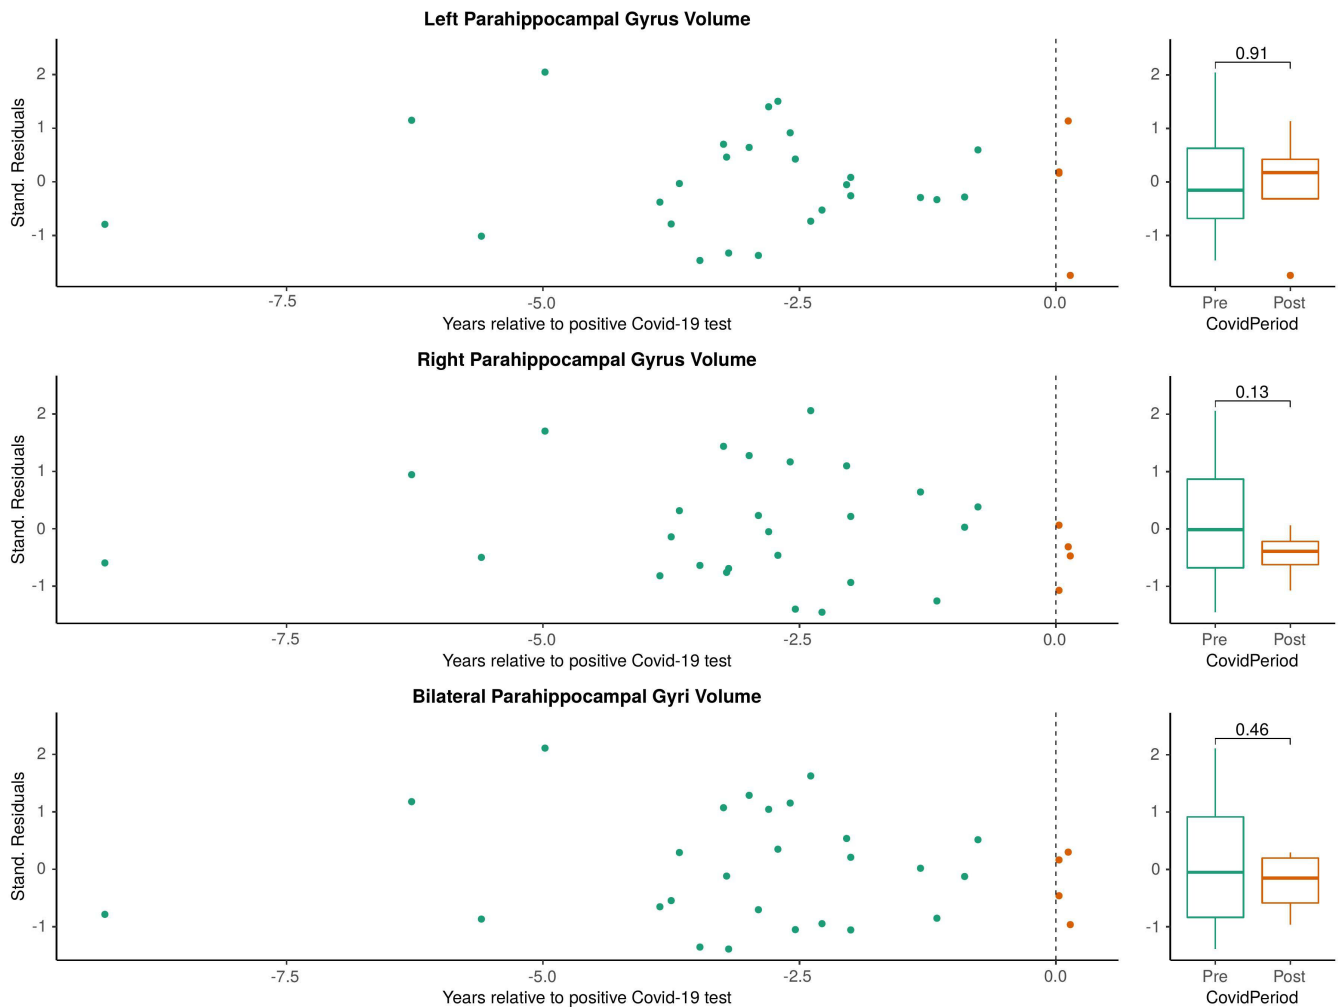 Left Parahippocampal Gyrus Volume
Stand. Residuals
2
1
0
-1
-7.5
-5.0
-2.5
0.0
Years relative to positive Covid-19 test
0.91
2
1
0
-1
Pre
Post
CovidPeriod
Right Parahippocampal Gyrus Volume
Stand. Residuals
2
1
0
-1
-7.5
-5.0
-2.5
0.0
Years relative to positive Covid-19 test
0.13
2
1
0
-1
Pre
Post
CovidPeriod
Bilateral Parahippocampal Gyri Volume
Stand. Residuals
2
1
0
-1
-7.5
-5.0
-2.5
0.0
Years relative to positive Covid-19 test
0.46
2
1
0
-1
Pre
Post
CovidPeriod